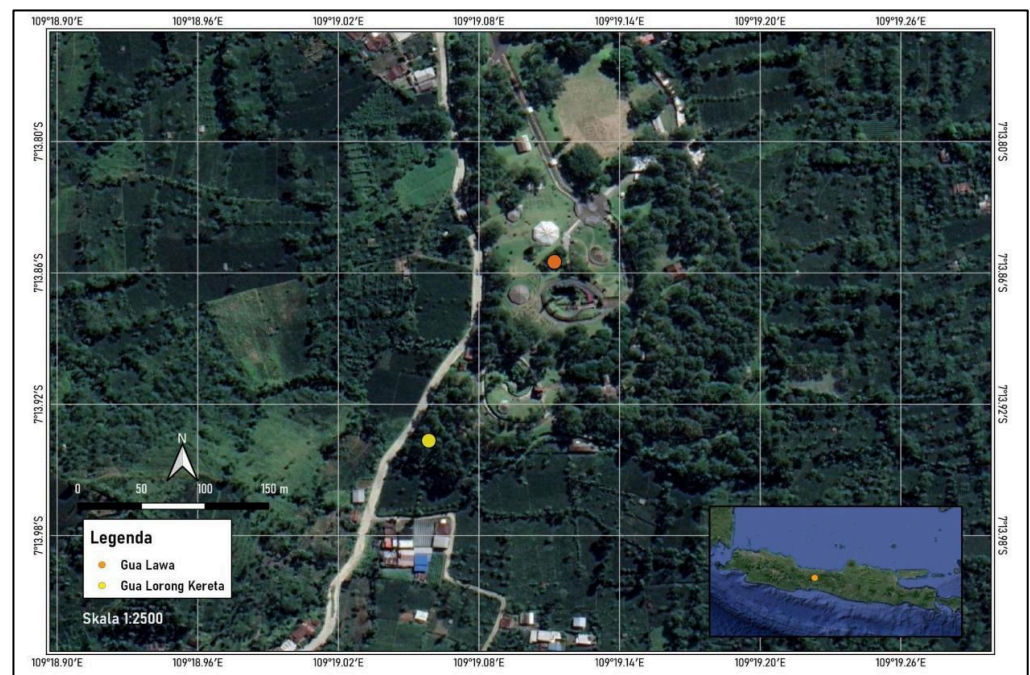 109°18.90'E 109°18.96'E 109°19.02'E 109°19.08'E 109°19.14'E 109°19.20'E 109°19.26'E
7°13.80'S 7°13.80'S
7°13.86'S 7°13.86'S
7°13.92'S 7°13.92'S
N
0 50 100 150 m
7°13.98'S 7°13.98'S
Legenda
Gua Lawa
Gua Lorong Kereta
Skala 1:2500
109°18.90'E 109°18.96'E 109°19.02'E 109°19.08'E 109°19.14'E 109°19.20'E 109°19.26'E